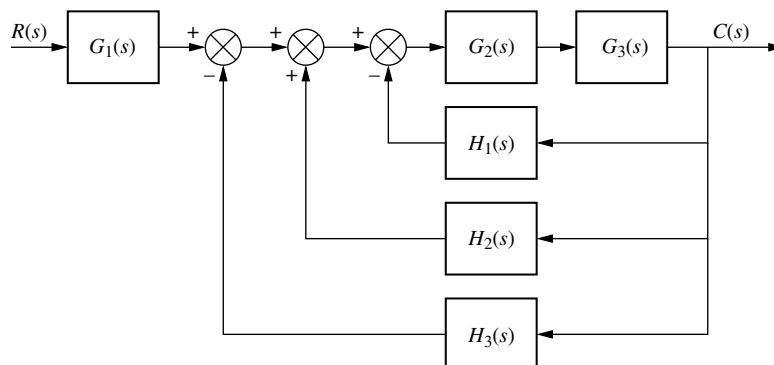 R(s)
G₁(s)
+
−
+
+
+
−
G₂(s)
G₃(s)
C(s)
H₁(s)
H₂(s)
H₃(s)